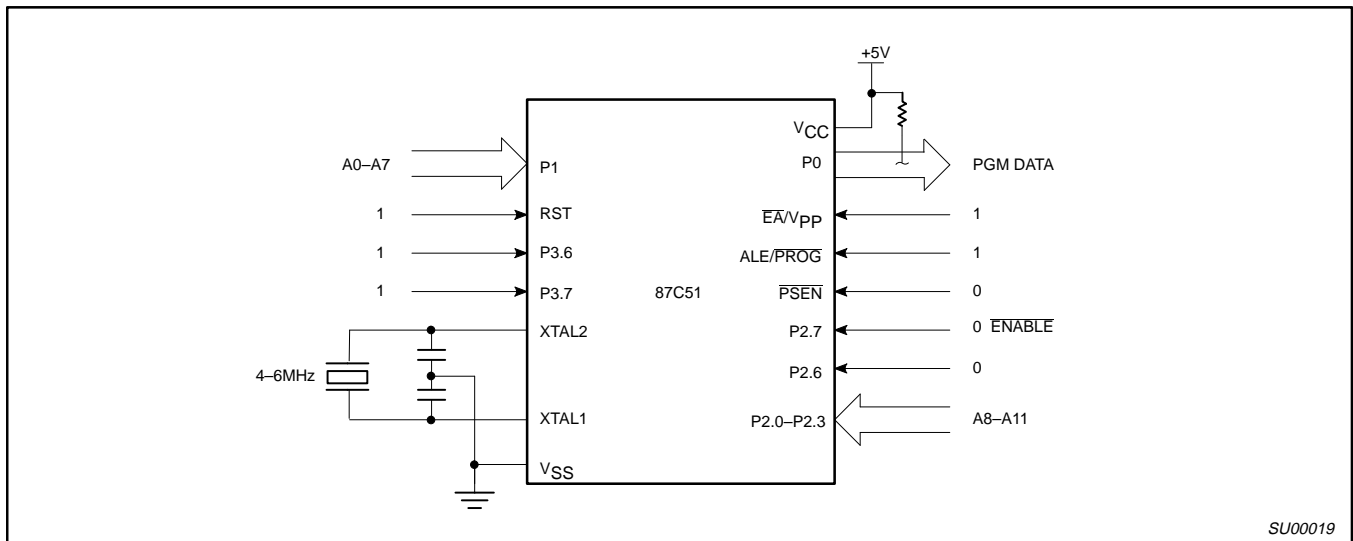 +5V
VCC
A0–A7
P1
P0
PGM DATA
1
RST
EA/VPP
1
1
P3.6
ALE/PROG
1
1
P3.7
87C51
PSEN
0
XTAL2
P2.7
0 ENABLE
4–6MHz
P2.6
0
XTAL1
P2.0–P2.3
A8–A11
VSS
SU00019